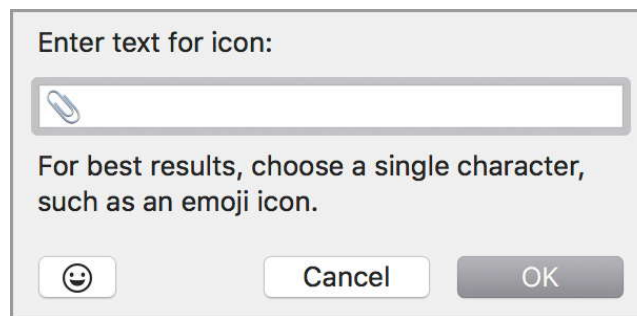 Enter text for icon:
📎
For best results, choose a single character,
such as an emoji icon.
Cancel OK